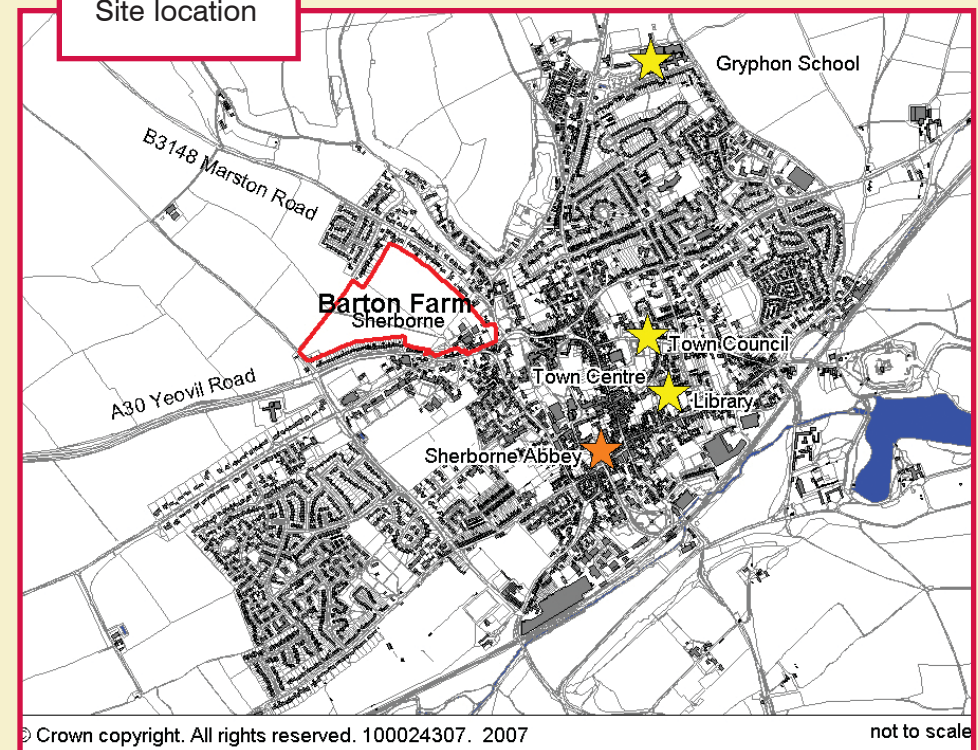 Site location
Gryphon School
B3148 Marston Road
Barton Farm
Sherborne
Town Council
Town Centre
A30 Yeovil Road
Library
Sherborne Abbey
© Crown copyright. All rights reserved. 100024307. 2007
not to scale